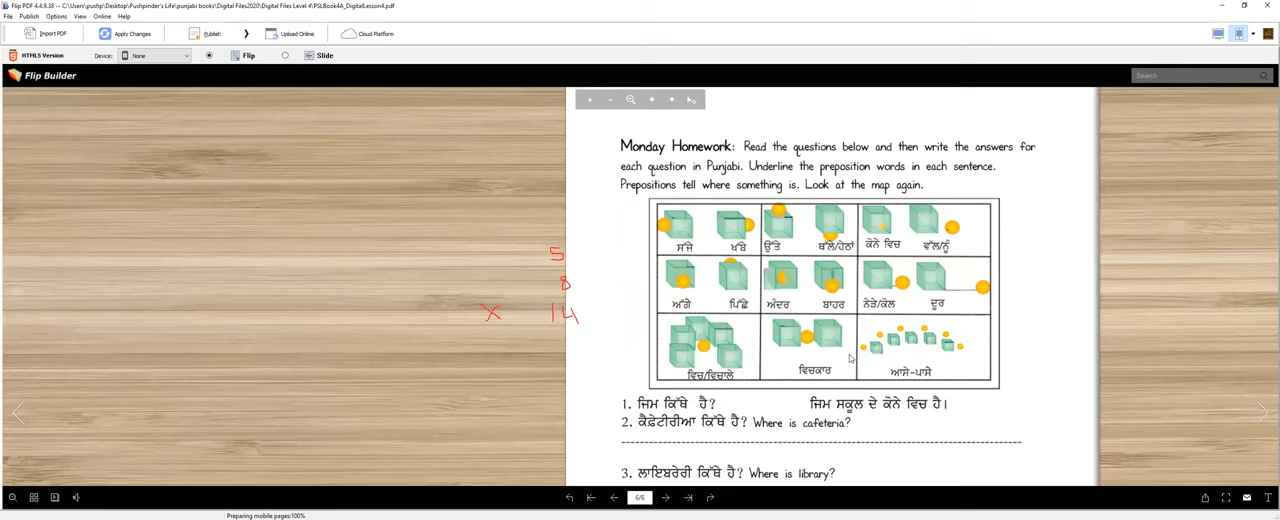 Flip PDF 4.4.9.38 - C:\Users\pushp\Desktop\Pushpinder's Life\punjabi books\Digital Files2020\Digital Files Level 4\PSLBook4A_DigitalLesson4.pdf
File View Options Online Help
Import PDF Apply Changes Publish Upload Online Cloud Platform
HTML5 Version Device: None Flip Slide
Flip Builder Search
Monday Homework: Read the questions below and then write the answers for
each question in Punjabi. Underline the preposition words in each sentence.
Prepositions tell where something is. Look at the map again.
ਸੱਜੇ ਖੱਬੇ ਉੱਤੇ ਥੱਲੇ/ਹੇਠਾਂ ਕੋਨੇ ਵਿਚ ਵੱਲ/ਨੂੰ
5
8
X 14
ਅੱਗੇ ਪਿੱਛੇ ਅੰਦਰ ਬਾਹਰ ਨੇੜੇ/ਕੋਲ ਦੂਰ
ਵਿਚ/ਵਿਚਾਲੇ ਵਿਚਕਾਰ ਆਸੇ-ਪਾਸੇ
1. ਜਿਮ ਕਿੱਥੇ ਹੈ? ਜਿਮ ਸਕੂਲ ਦੇ ਕੋਨੇ ਵਿਚ ਹੈ।
2. ਕੈਫ਼ੇਟੀਰੀਆ ਕਿੱਥੇ ਹੈ? Where is cafeteria?
3. ਲਾਇਬਰੇਰੀ ਕਿੱਥੇ ਹੈ? Where is library?
6/6
Preparing mobile pages:100%